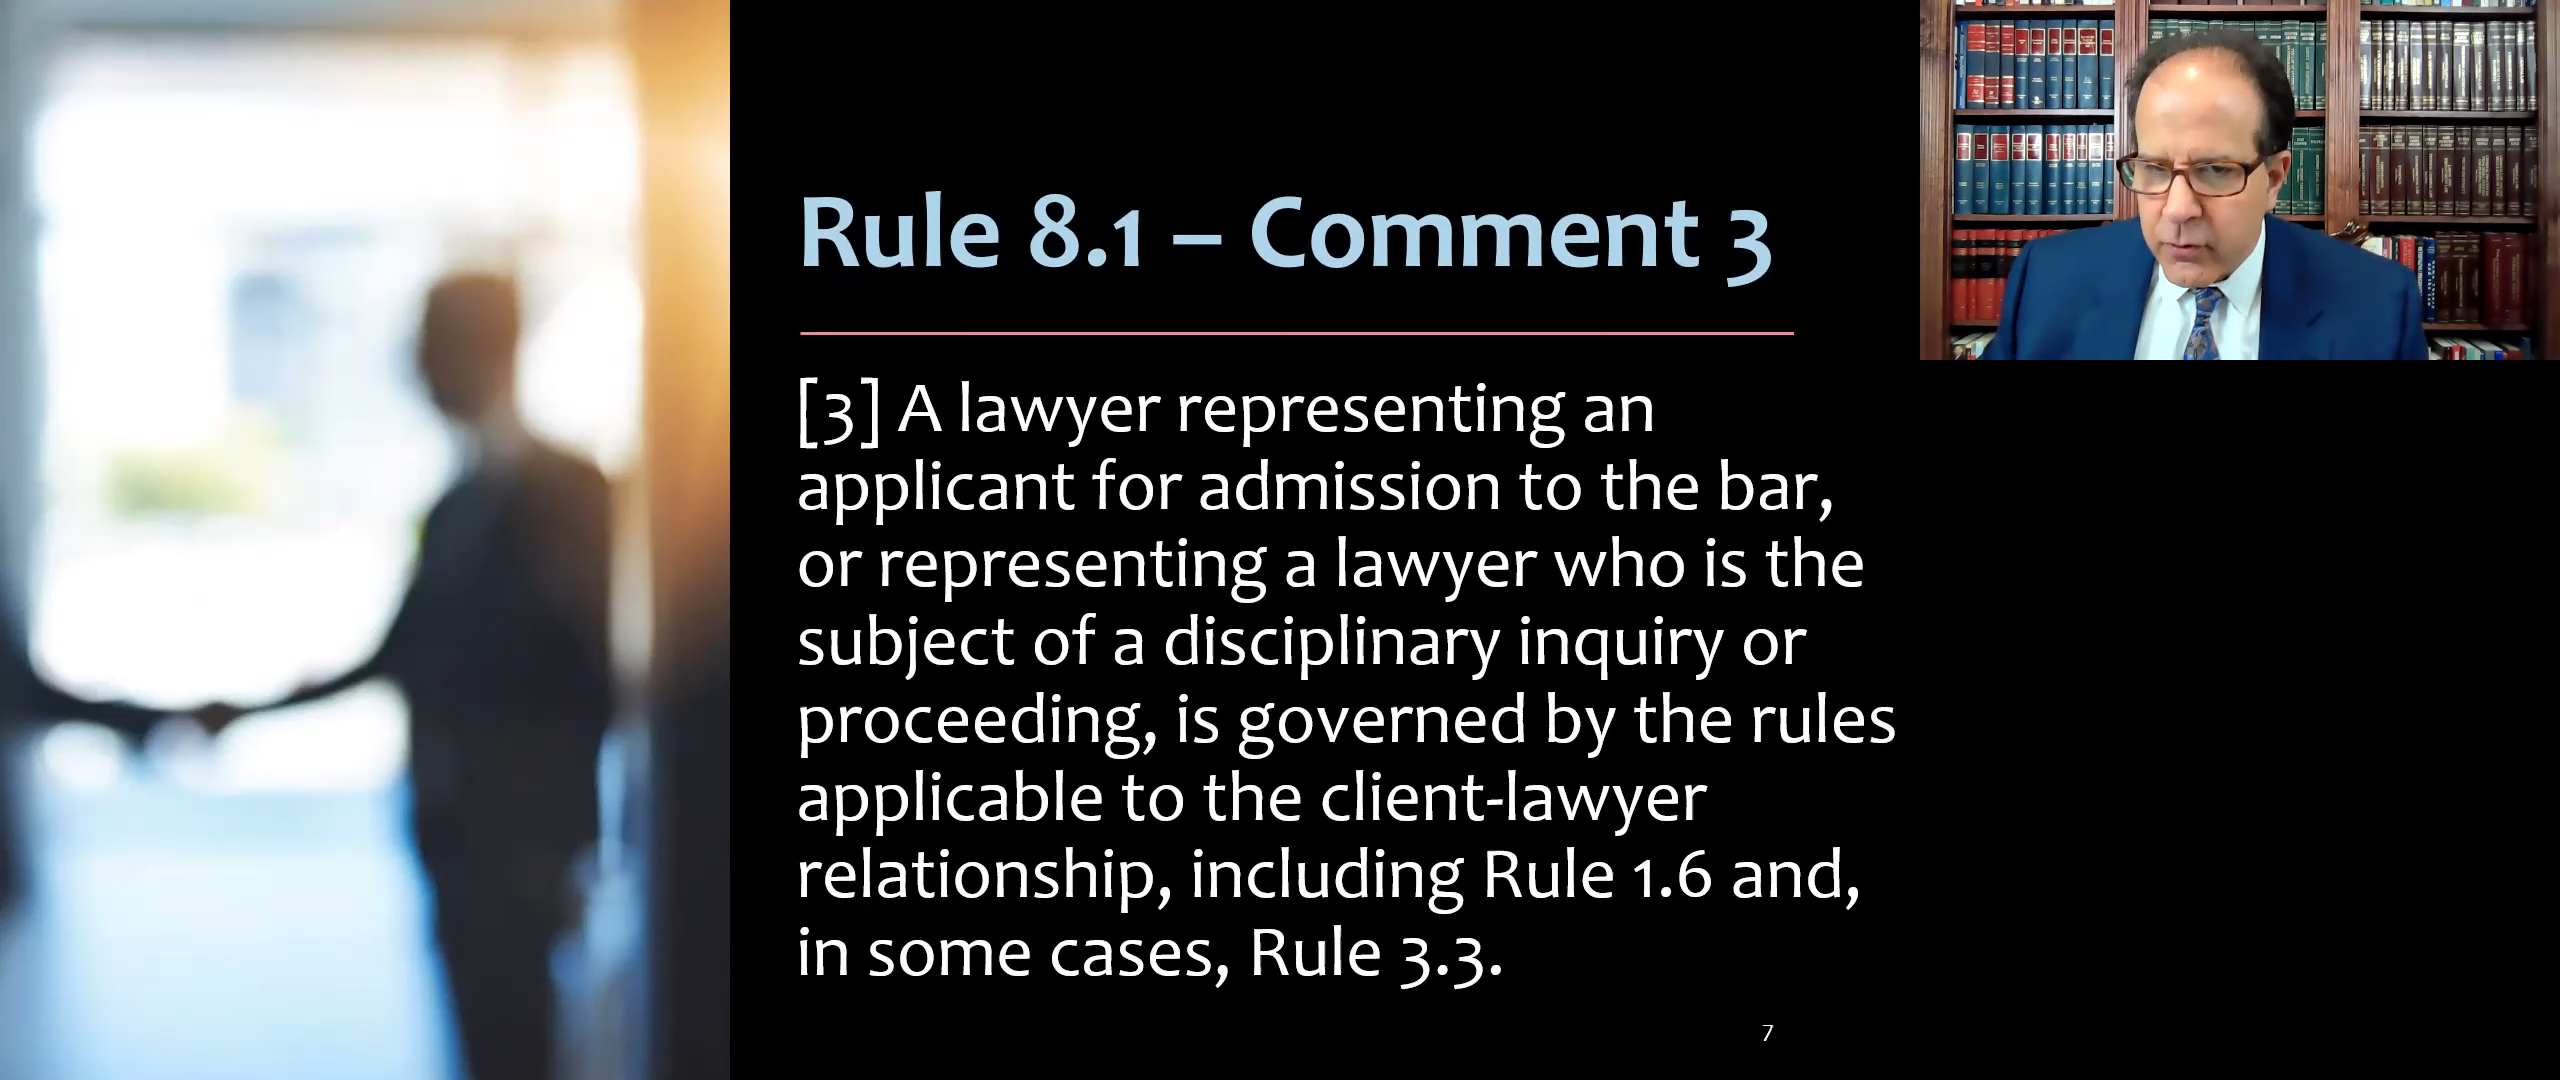 Rule 8.1 – Comment 3
[3] A lawyer representing an
applicant for admission to the bar,
or representing a lawyer who is the
subject of a disciplinary inquiry or
proceeding, is governed by the rules
applicable to the client-lawyer
relationship, including Rule 1.6 and,
in some cases, Rule 3.3.
7